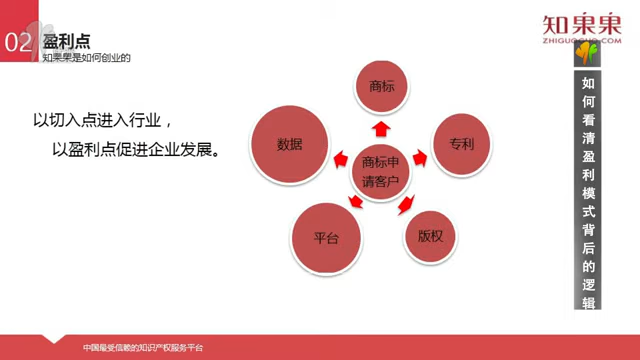 02
盈利点
知果果是如何创业的
知果果
ZHIGUOGUO.COM
以切入点进入行业，
以盈利点促进企业发展。
商标
数据
专利
商标申
请客户
平台
版权
如何看清盈利模式背后的逻辑
中国最受信赖的知识产权服务平台